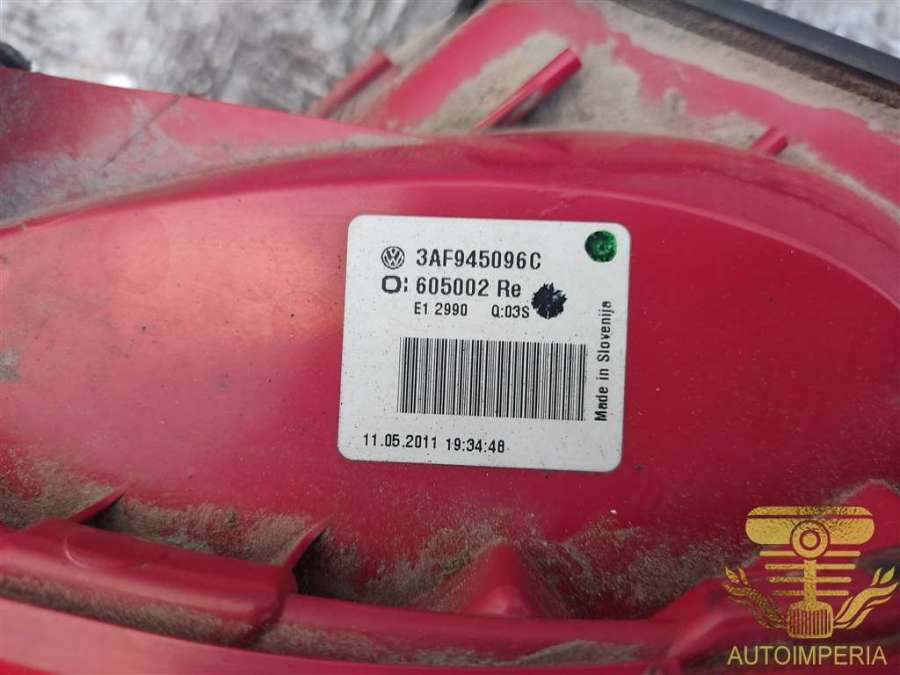 3AF945096C
605002 Re
E1 2990 Q:03S
Made in Slovenija
11.05.2011 19:34:48
AUTOIMPERIA